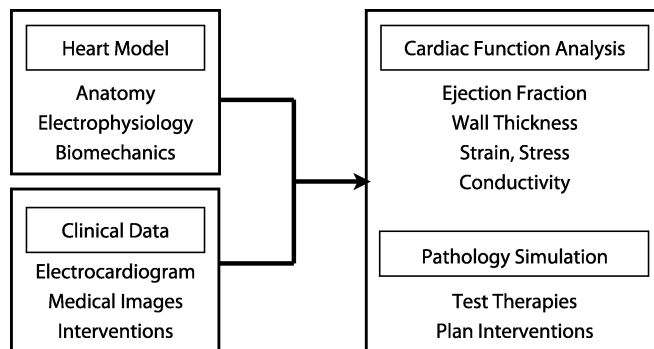 Heart Model
Anatomy
Electrophysiology
Biomechanics
Clinical Data
Electrocardiogram
Medical Images
Interventions
Cardiac Function Analysis
Ejection Fraction
Wall Thickness
Strain, Stress
Conductivity
Pathology Simulation
Test Therapies
Plan Interventions